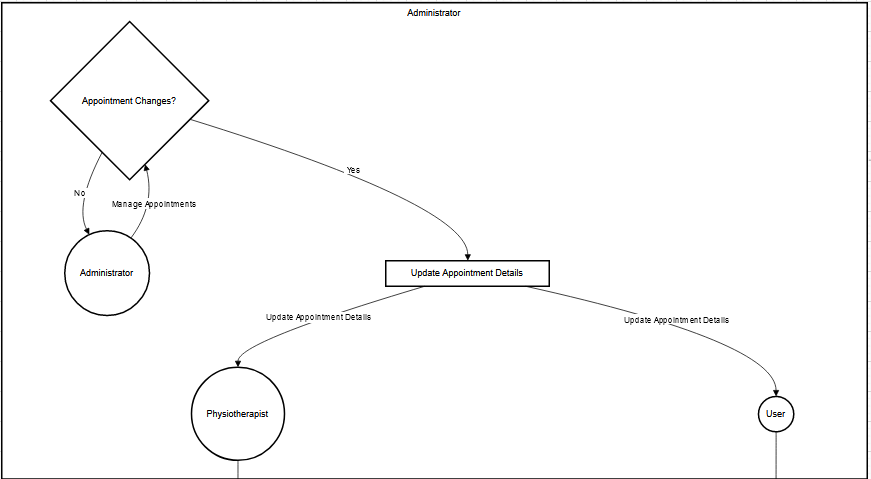 Administrator
Appointment Changes?
Yes
No
Manage Appointments
Administrator
Update Appointment Details
Update Appointment Details
Update Appointment Details
Physiotherapist
User